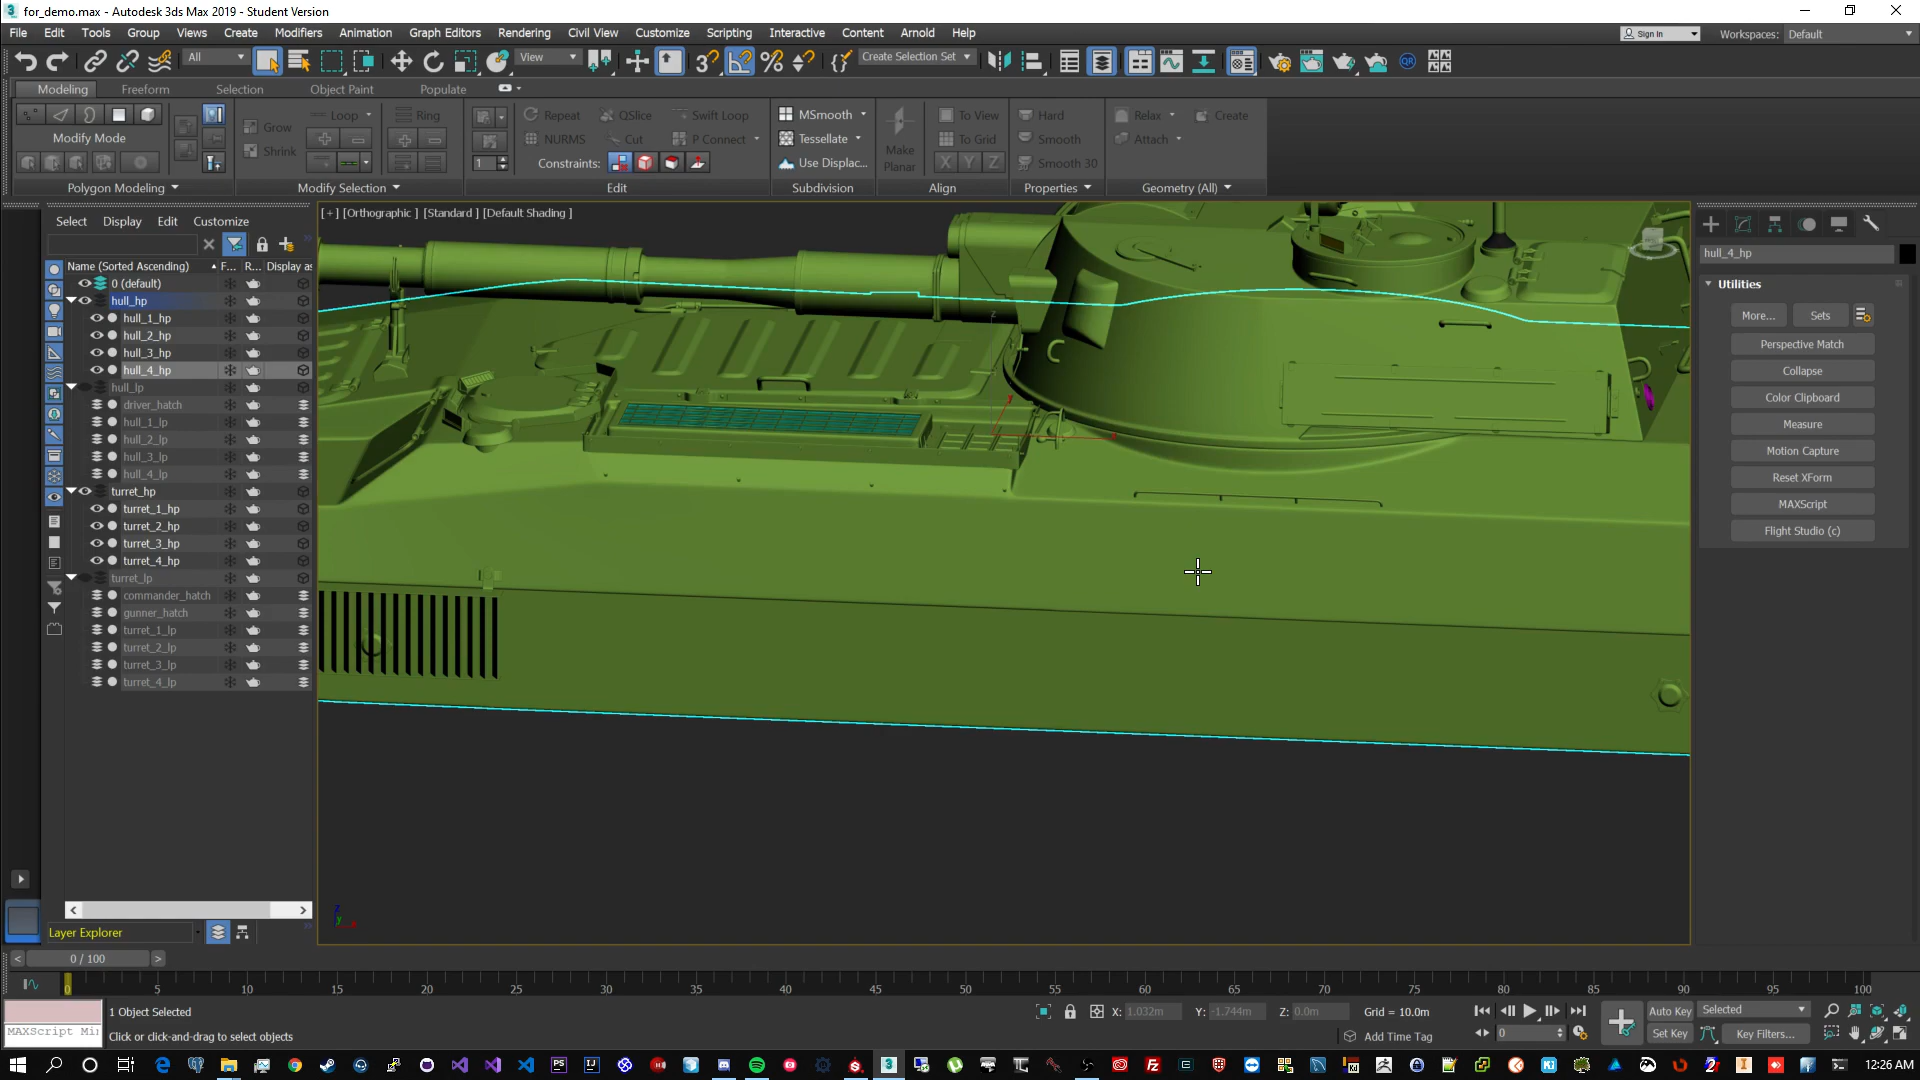 for_demo.max - Autodesk 3ds Max 2019 - Student Version
File Edit Tools Group Views Create Modifiers Animation Graph Editors Rendering Civil View Customize Scripting Interactive Content Arnold Help
Sign In
Workspaces: Default
All
View
Create Selection Set
Modeling Freeform Selection Object Paint Populate
Loop Ring Repeat QSlice Swift Loop MSmooth To View Hard Relax Create
Grow
Modify Mode NURMS Cut P Connect Tessellate Make Planar To Grid Smooth Attach
Shrink
1 Constraints: Use Displac... X Y Z Smooth 30
Polygon Modeling Modify Selection Edit Subdivision Align Properties Geometry (All)
Select Display Edit Customize
[+] [Orthographic ] [Standard ] [Default Shading ]
Name (Sorted Ascending) F... R... Display as
0 (default)
hull_hp
hull_1_hp
hull_2_hp
hull_3_hp
hull_4_hp
hull_lp
driver_hatch
hull_1_lp
hull_2_lp
hull_3_lp
hull_4_lp
turret_hp
turret_1_hp
turret_2_hp
turret_3_hp
turret_4_hp
turret_lp
commander_hatch
gunner_hatch
turret_1_lp
turret_2_lp
turret_3_lp
turret_4_lp
Layer Explorer
hull_4_hp
Utilities
More... Sets
Perspective Match
Collapse
Color Clipboard
Measure
Motion Capture
Reset XForm
MAXScript
Flight Studio (c)
z
z
y
x
0 / 100
0 5 10 15 20 25 30 35 40 45 50 55 60 65 70 75 80 85 90 95 100
1 Object Selected
X: 1.032m Y: -1.744m Z: 0.0m Grid = 10.0m
Auto Key Selected
MAXScript Mi
Click or click-and-drag to select objects
Add Time Tag
0
Set Key Key Filters...
12:26 AM